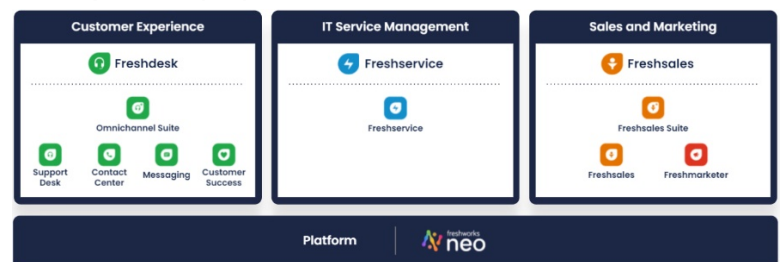 Customer Experience
Freshdesk
Omnichannel Suite
Support Desk
Contact Center
Messaging
Customer Success
IT Service Management
Freshservice
Freshservice
Sales and Marketing
Freshsales
Freshsales Suite
Freshsales
Freshmarketer
Platform
freshworks
neo